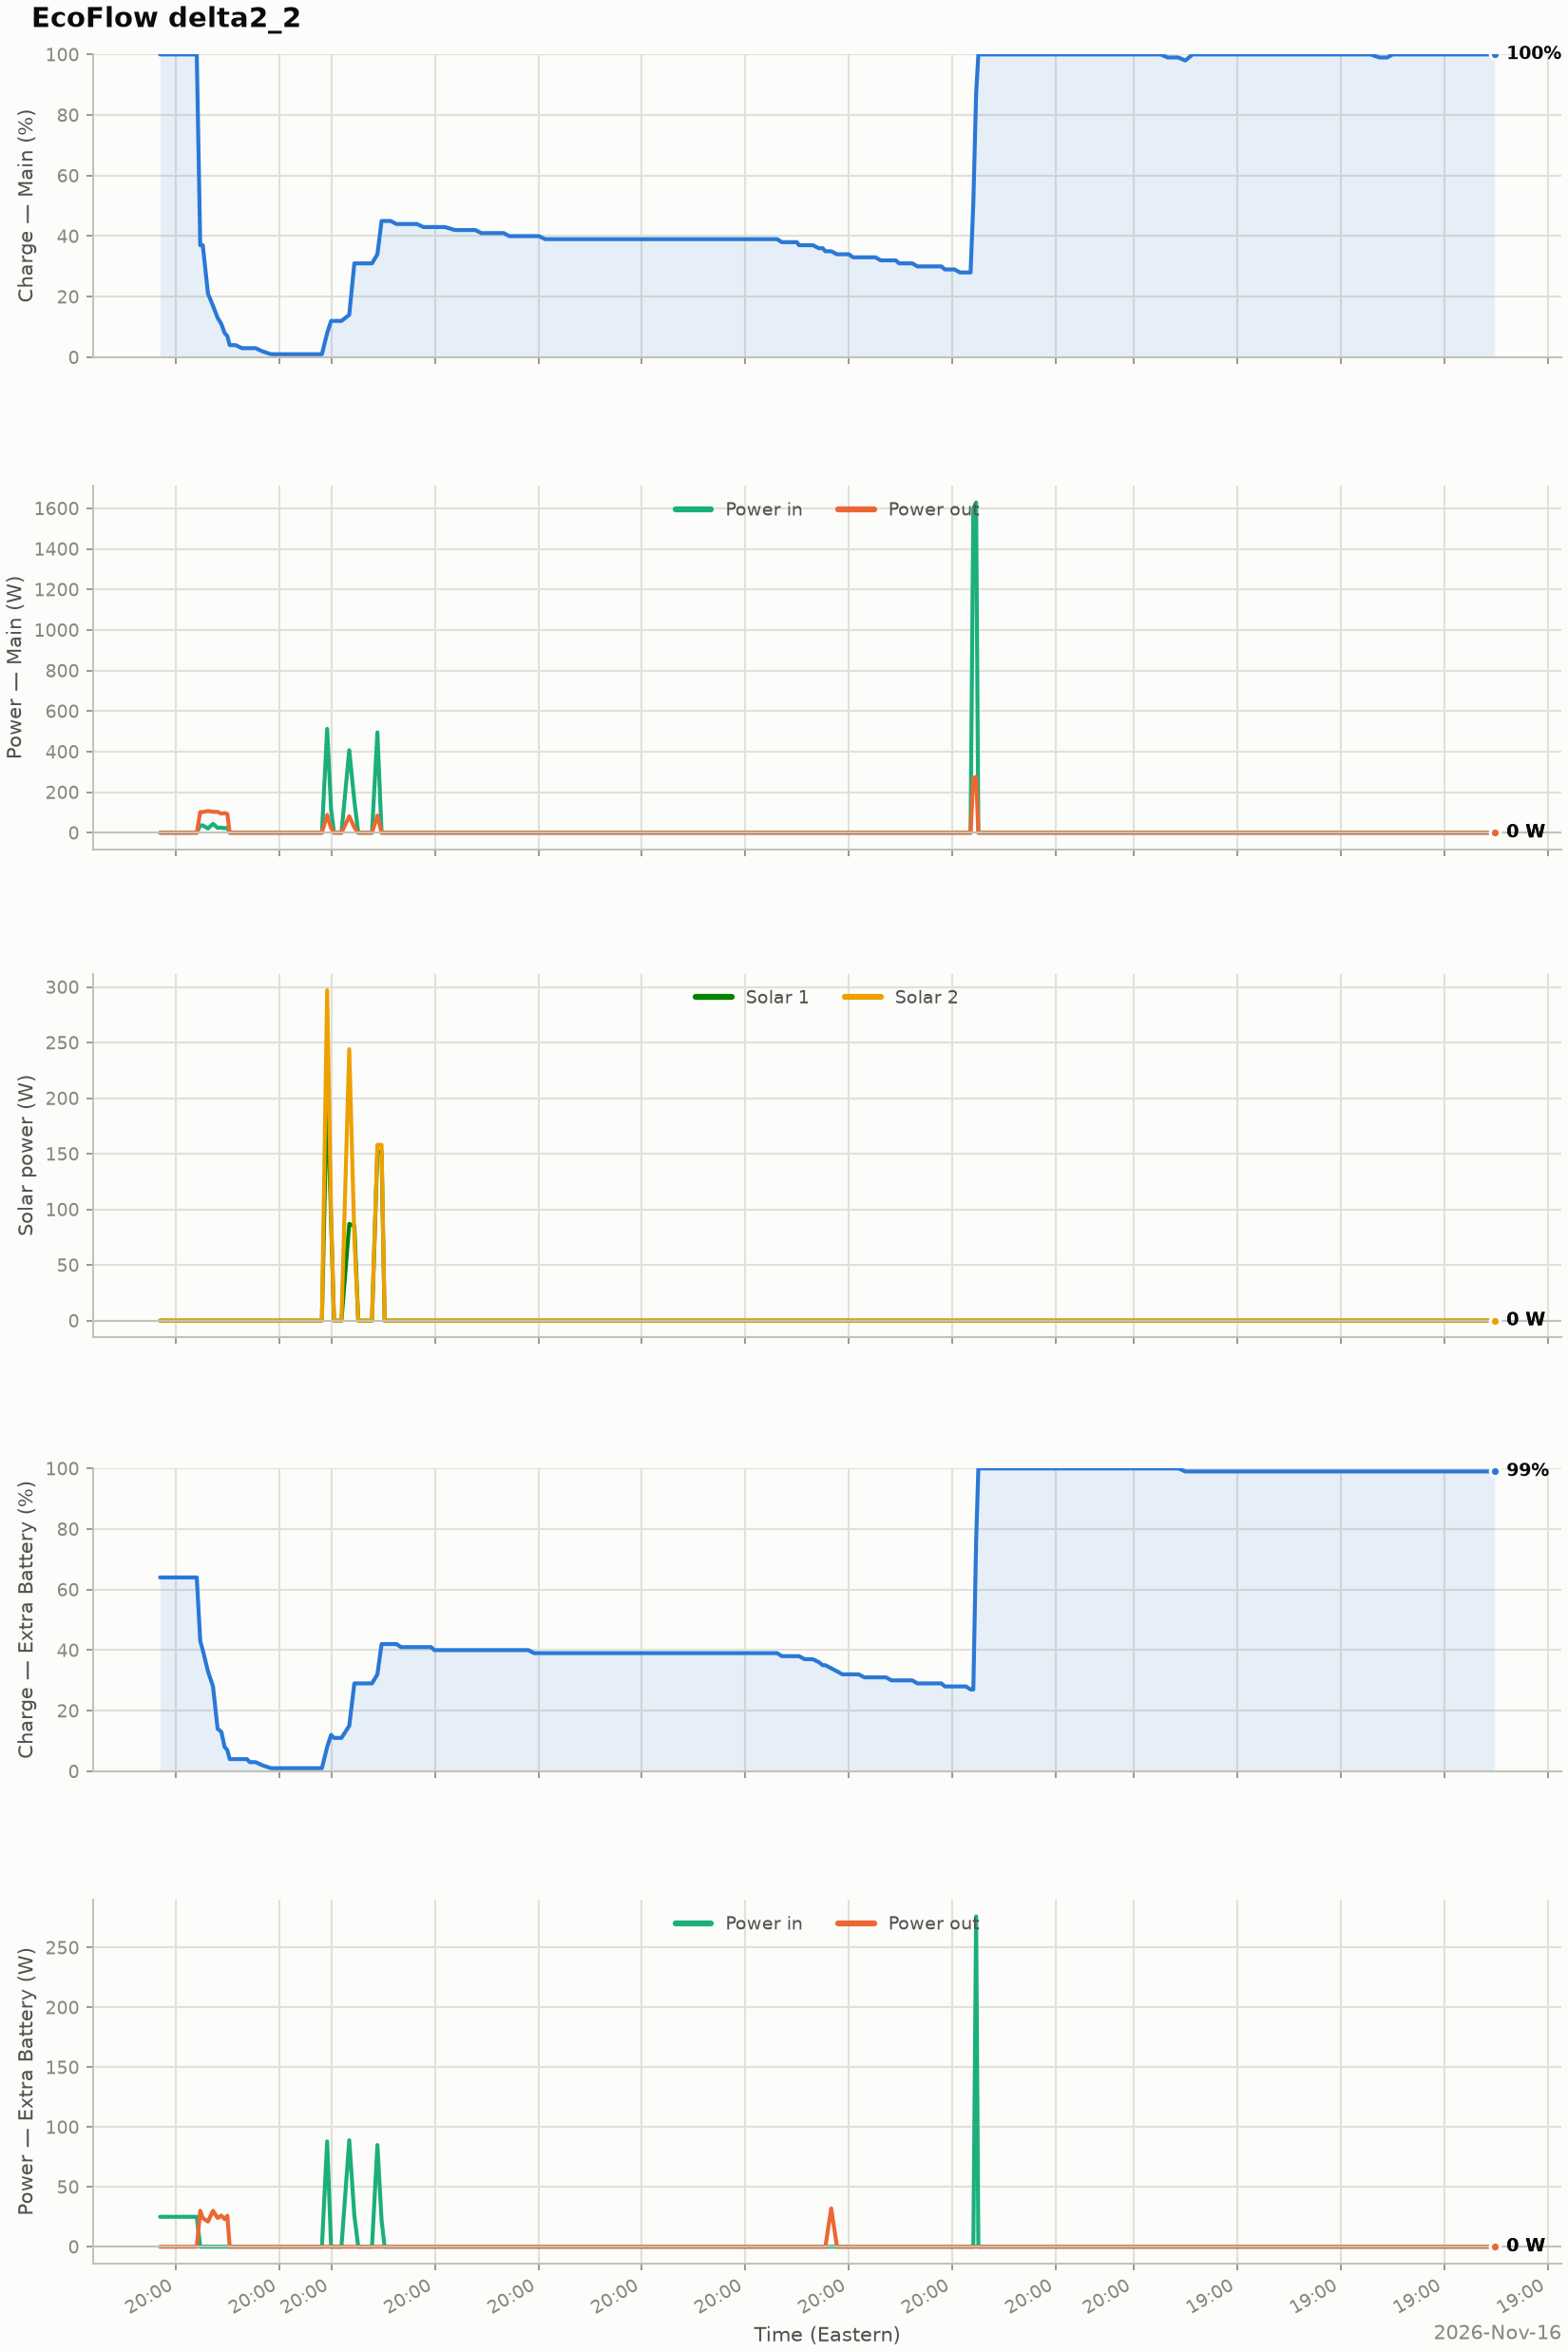 EcoFlow delta2_2
Charge — Main (%)
100
80
60
40
20
0
100%
Power — Main (W)
1600
1400
1200
1000
800
600
400
200
0
Power in Power out
0 W
Solar power (W)
300
250
200
150
100
50
0
Solar 1 Solar 2
0 W
Charge — Extra Battery (%)
100
80
60
40
20
0
99%
Power — Extra Battery (W)
250
200
150
100
50
0
Power in Power out
0 W
20:00 20:00 20:00 20:00 20:00 20:00 20:00 20:00 20:00 20:00 20:00 19:00 19:00 19:00 19:00
Time (Eastern)
2026-Nov-16